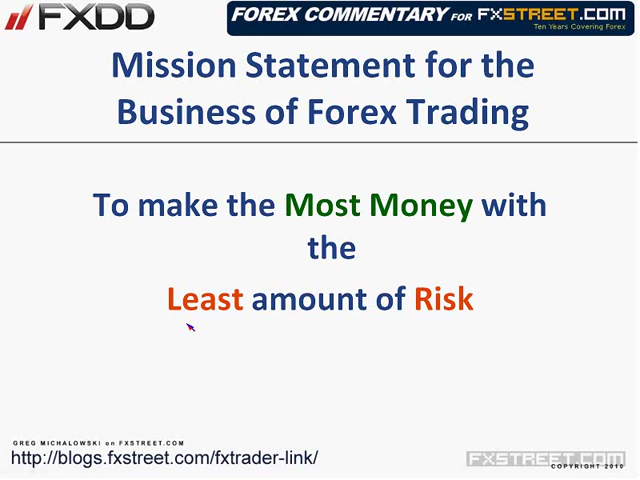 FXDD
FOREX COMMENTARY FOR FXSTREET.COM
Ten Years Covering Forex
Mission Statement for the
Business of Forex Trading
To make the Most Money with
the
Least amount of Risk
GREG MICHALOWSKI on FXSTREET.COM
http://blogs.fxstreet.com/fxtrader-link/
FXSTREET.COM
COPYRIGHT 2010